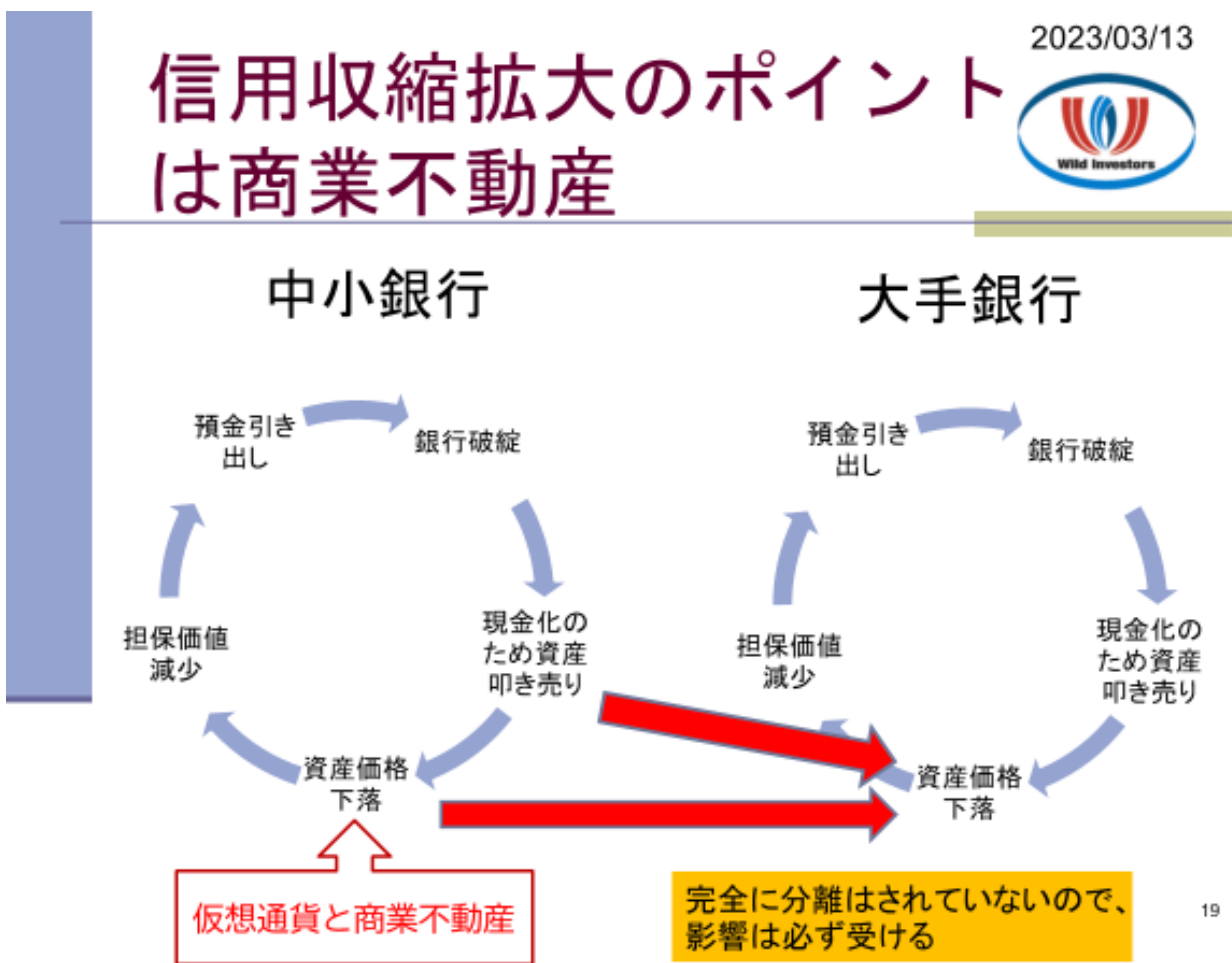 2023/03/13
信用収縮拡大のポイント
は商業不動産
Wild Investors
中小銀行
預金引き
出し
銀行破綻
現金化の
ため資産
叩き売り
資産価格
下落
担保価値
減少
仮想通貨と商業不動産
大手銀行
預金引き
出し
銀行破綻
現金化の
ため資産
叩き売り
資産価格
下落
担保価値
減少
完全に分離はされていないので、
影響は必ず受ける
19